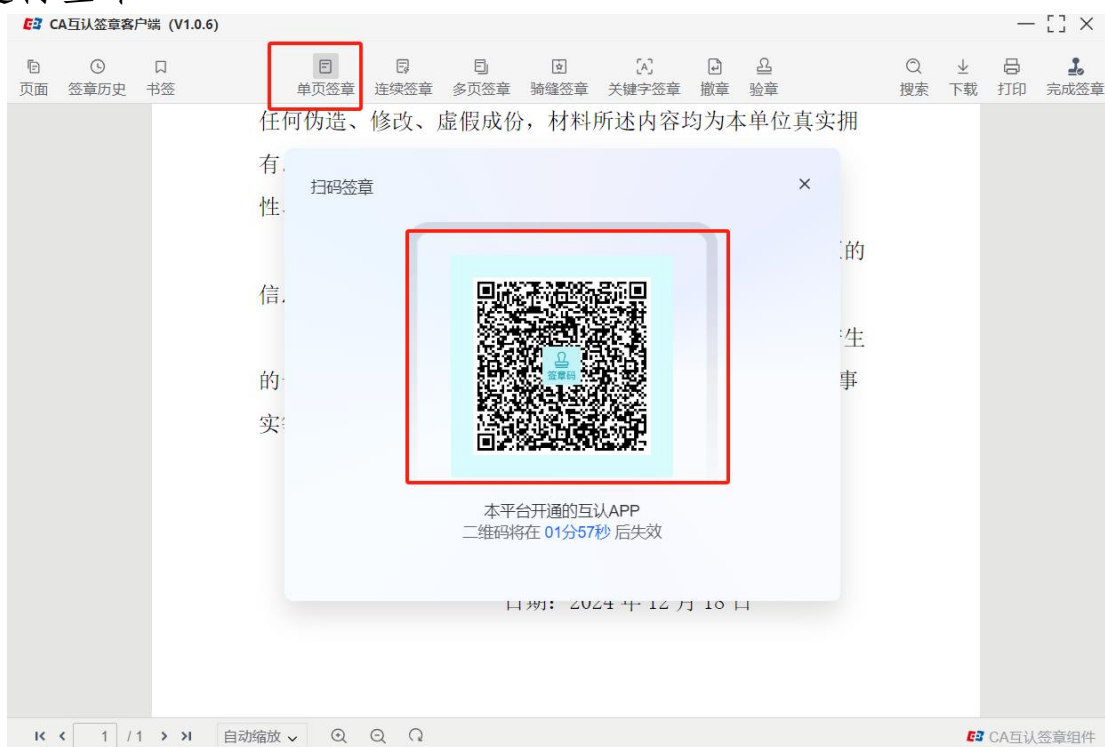 CA互认签章客户端 (V1.0.6)
页面 签章历史 书签 单页签章 连续签章 多页签章 骑缝签章 关键字签章 撤章 验章 搜索 下载 打印 完成签章
任何伪造、修改、虚假成份，材料所述内容均为本单位真实拥
有
扫码签章
性
的
信
生
签章码
的
事
实
本平台开通的互认APP
二维码将在 01分57秒 后失效
日期：2024 年 12 月 18 日
1 / 1 自动缩放 CA互认签章组件